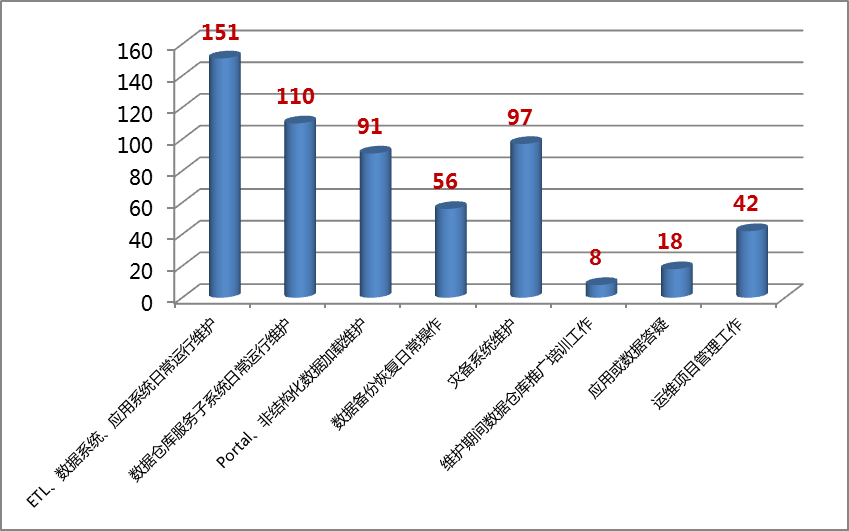 160
140
120
100
80
60
40
20
0
151
110
91
56
97
8
18
42
ETL、数据系统、应用系统日常运行维护
数据仓库服务子系统日常运行维护
Portal、非结构化数据加载维护
数据备份恢复日常操作
灾备系统维护
维护期间数据仓库推广培训工作
应用或数据答疑
运维项目管理工作